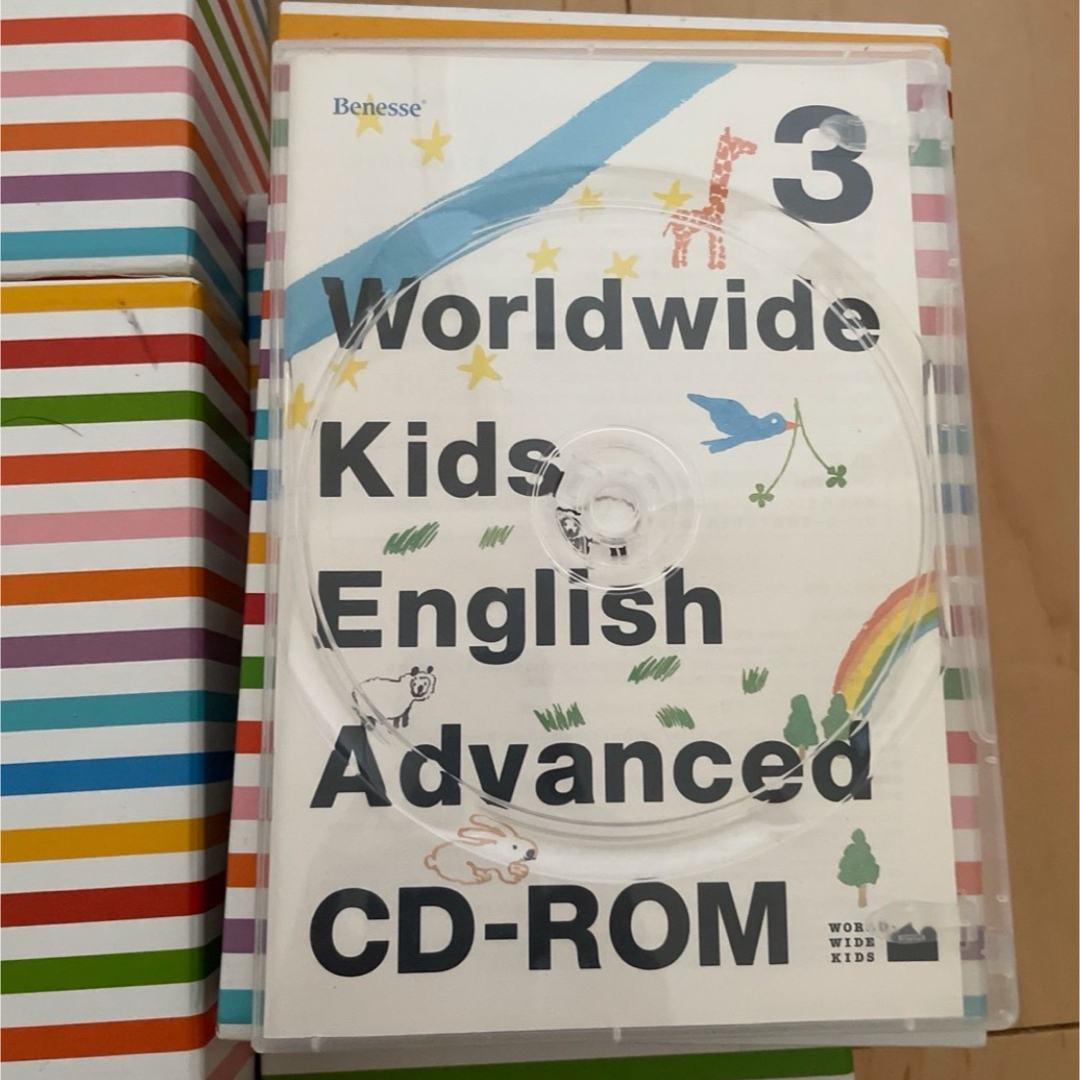 Benesse®
3
Worldwide
Kids
English
Advanced
CD-ROM
WORLD
WIDE
KIDS